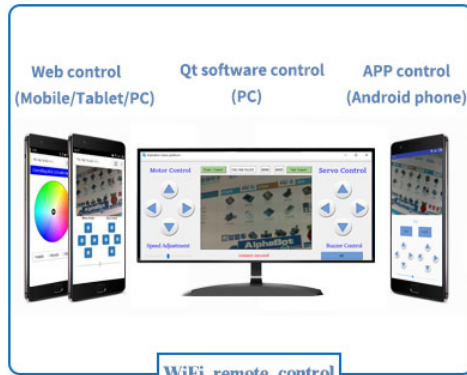 Web control
(Mobile/Tablet/PC)
Qt software control
(PC)
APP control
(Android phone)
Motor Control
Servo Control
AlphaBot
Speed Adjustment
Buzzer Control
WiFi remote control